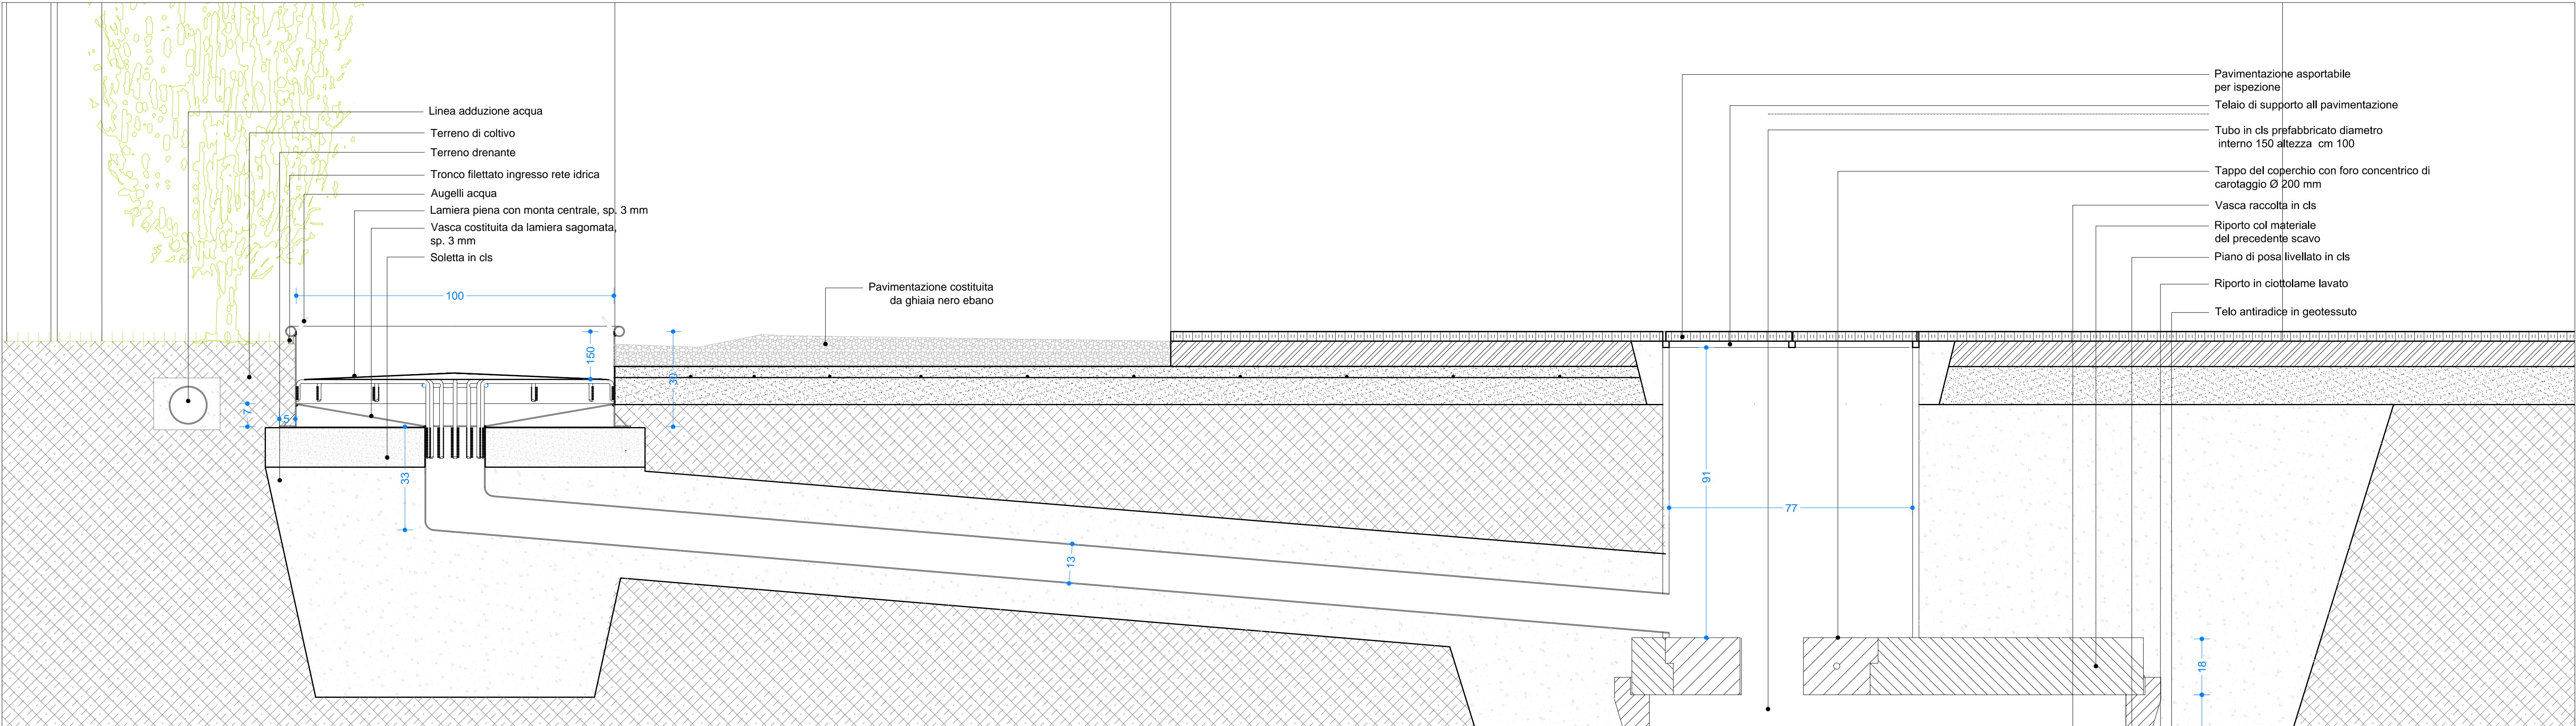 Linea adduzione acqua
Terreno di coltivo
Terreno drenante
Tronco filettato ingresso rete idrica
Augelli acqua
Lamiera piena con monta centrale, sp. 3 mm
Vasca costituita da lamiera sagomata,
sp. 3 mm
Soletta in cls
100
150
30
7
5
33
Pavimentazione costituita
da ghiaia nero ebano
13
91
77
18
Pavimentazione asportabile
per ispezione
Telaio di supporto all pavimentazione
Tubo in cls prefabbricato diametro
interno 150 altezza cm 100
Tappo del coperchio con foro concentrico di
carotaggio Ø 200 mm
Vasca raccolta in cls
Riporto col materiale
del precedente scavo
Piano di posa livellato in cls
Riporto in ciottolame lavato
Telo antiradice in geotessuto